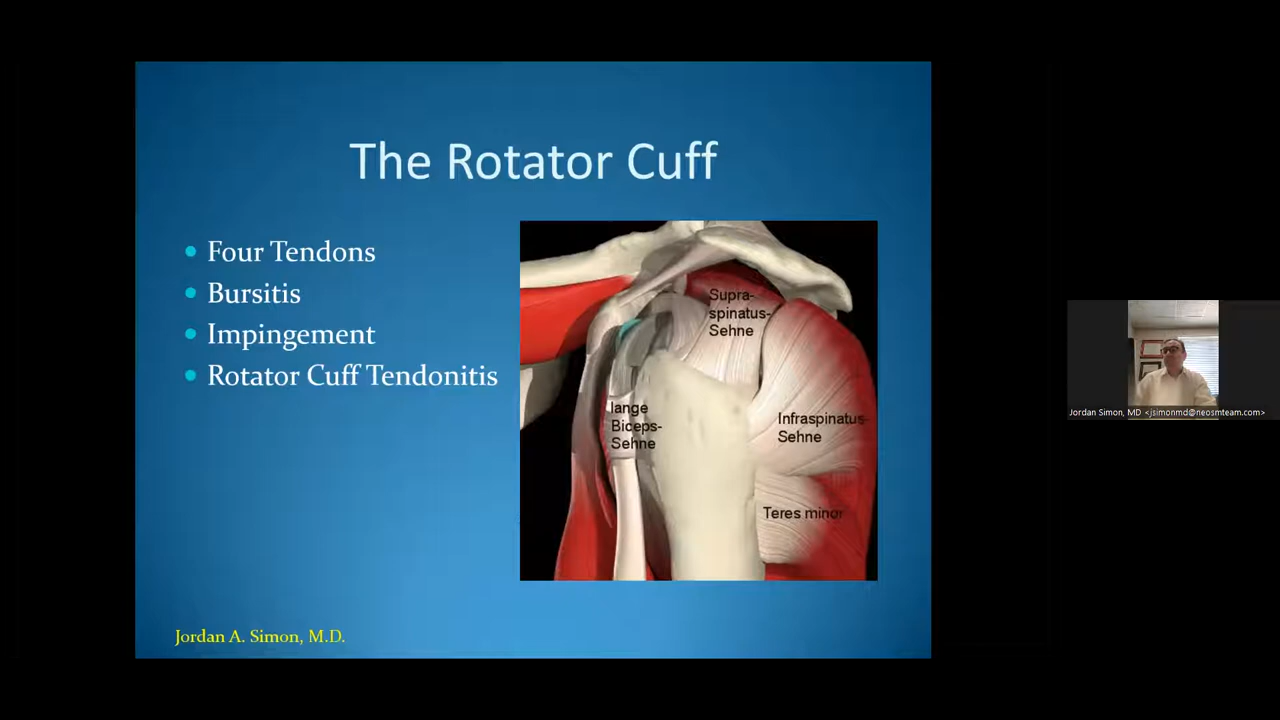 The Rotator Cuff
Four Tendons
Bursitis
Impingement
Rotator Cuff Tendonitis
Supra-
spinatus-
Sehne
lange
Biceps-
Sehne
Infraspinatus-
Sehne
Teres minor
Jordan A. Simon, M.D.
Jordan Simon, MD <jsimonmd@neosmteam.com>